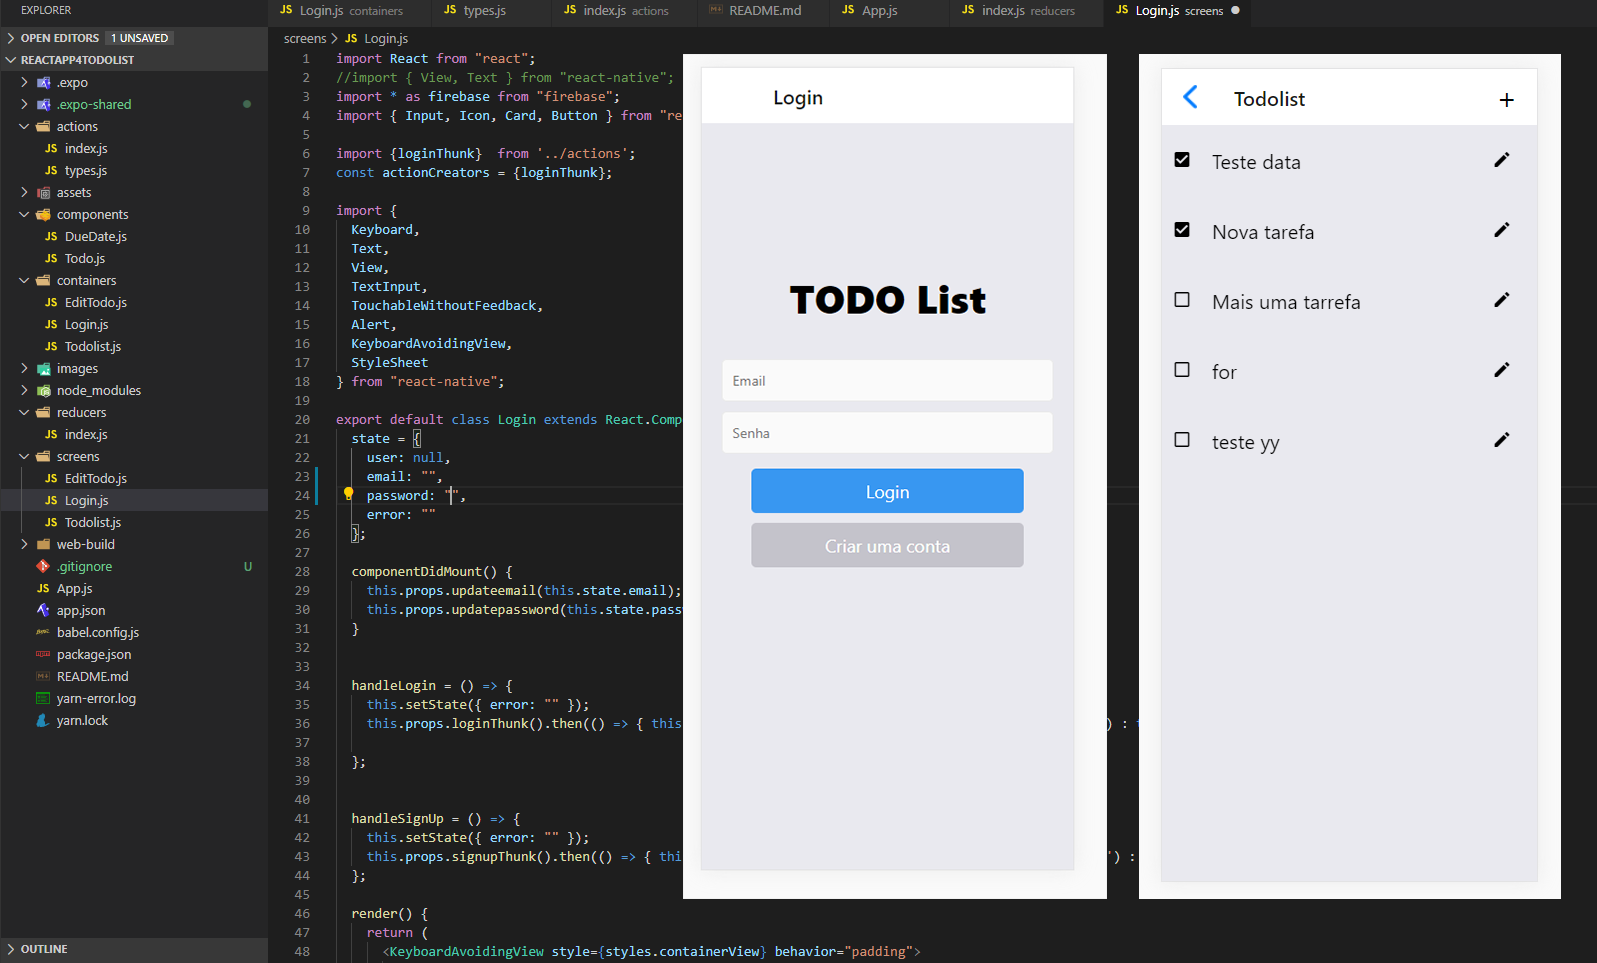 EXPLORER
OPEN EDITORS 1 UNSAVED
REACTAPP4TODOLIST
.expo
.expo-shared
actions
JS index.js
JS types.js
assets
components
JS DueDate.js
JS Todo.js
containers
JS EditTodo.js
JS Login.js
JS Todolist.js
images
node_modules
reducers
JS index.js
screens
JS EditTodo.js
JS Login.js
JS Todolist.js
web-build
.gitignore U
JS App.js
app.json
babel.config.js
package.json
README.md
yarn-error.log
yarn.lock
OUTLINE
JS Login.js containers
JS types.js
JS index.js actions
README.md
JS App.js
JS index.js reducers
JS Login.js screens
screens > JS Login.js
1 import React from "react";
2 //import { View, Text } from "react-native";
3 import * as firebase from "firebase";
4 import { Input, Icon, Card, Button } from "re
5
6 import {loginThunk}  from '../actions';
7 const actionCreators = {loginThunk};
8
9 import {
10 Keyboard,
11 Text,
12 View,
13 TextInput,
14 TouchableWithoutFeedback,
15 Alert,
16 KeyboardAvoidingView,
17 StyleSheet
18 } from "react-native";
19
20 export default class Login extends React.Comp
21 state = {
22 user: null,
23 email: "",
24 password: "",
25 error: ""
26 };
27
28 componentDidMount() {
29 this.props.updateemail(this.state.email);
30 this.props.updatepassword(this.state.pass
31 }
32
33
34 handleLogin = () => {
35 this.setState({ error: "" });
36 this.props.loginThunk().then(() => { this ) : t
37
38 };
39
40
41 handleSignUp = () => {
42 this.setState({ error: "" });
43 this.props.signupThunk().then(() => { thi ') :
44 };
45
46 render() {
47 return (
48 <KeyboardAvoidingView style={styles.containerView} behavior="padding">
Login
TODO List
Email
Senha
Login
Criar uma conta
Todolist +
Teste data
Nova tarefa
Mais uma tarrefa
for
teste yy